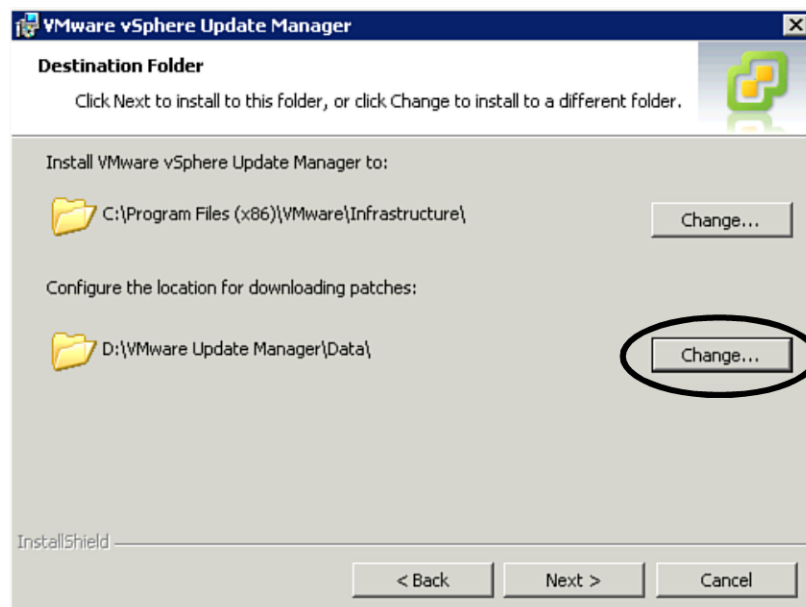 VMware vSphere Update Manager
Destination Folder
Click Next to install to this folder, or click Change to install to a different folder.
Install VMware vSphere Update Manager to:
C:\Program Files (x86)\VMware\Infrastructure\
Change...
Configure the location for downloading patches:
D:\VMware Update Manager\Data\
Change...
InstallShield
< Back Next > Cancel